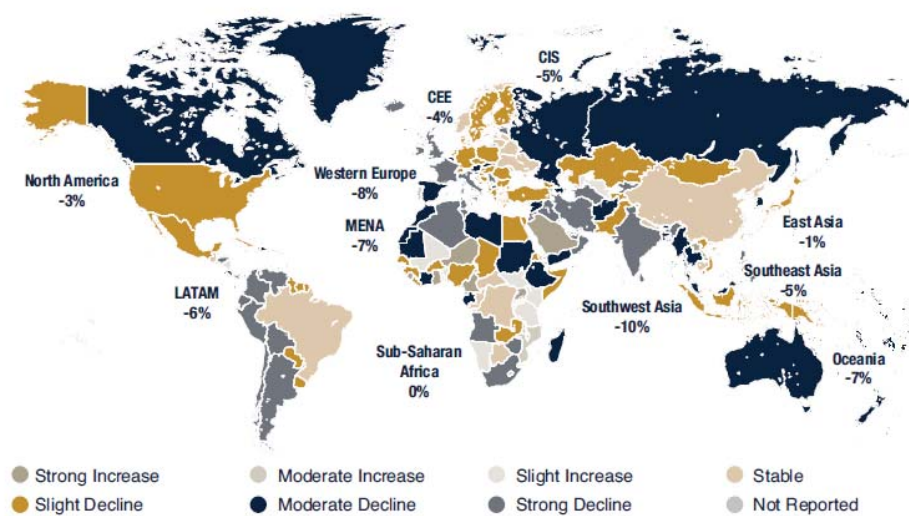 CIS
-5%
CEE
-4%
North America
-3%
Western Europe
-8%
MENA
-7%
East Asia
-1%
Southeast Asia
-5%
LATAM
-6%
Southwest Asia
-10%
Sub-Saharan
Africa
0%
Oceania
-7%
Strong Increase
Moderate Increase
Slight Increase
Stable
Slight Decline
Moderate Decline
Strong Decline
Not Reported